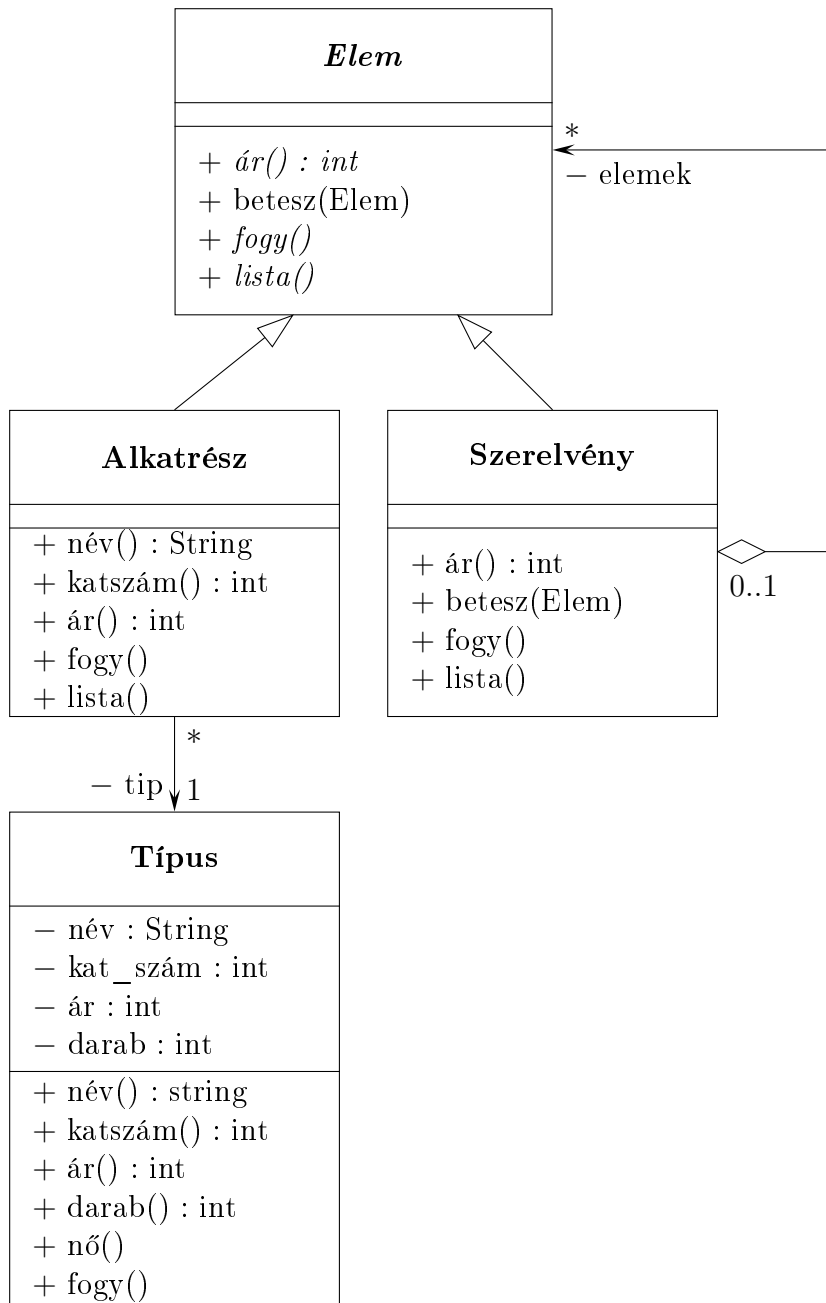 Elem
+ ár() : int
+ betesz(Elem)
+ fogy()
+ lista()
*
− elemek
Alkatrész
+ név() : String
+ katszám() : int
+ ár() : int
+ fogy()
+ lista()
Szerelvény
+ ár() : int
+ betesz(Elem)
+ fogy()
+ lista()
0..1
*
− tip
1
Típus
− név : String
− kat_szám : int
− ár : int
− darab : int
+ név() : string
+ katszám() : int
+ ár() : int
+ darab() : int
+ nő()
+ fogy()